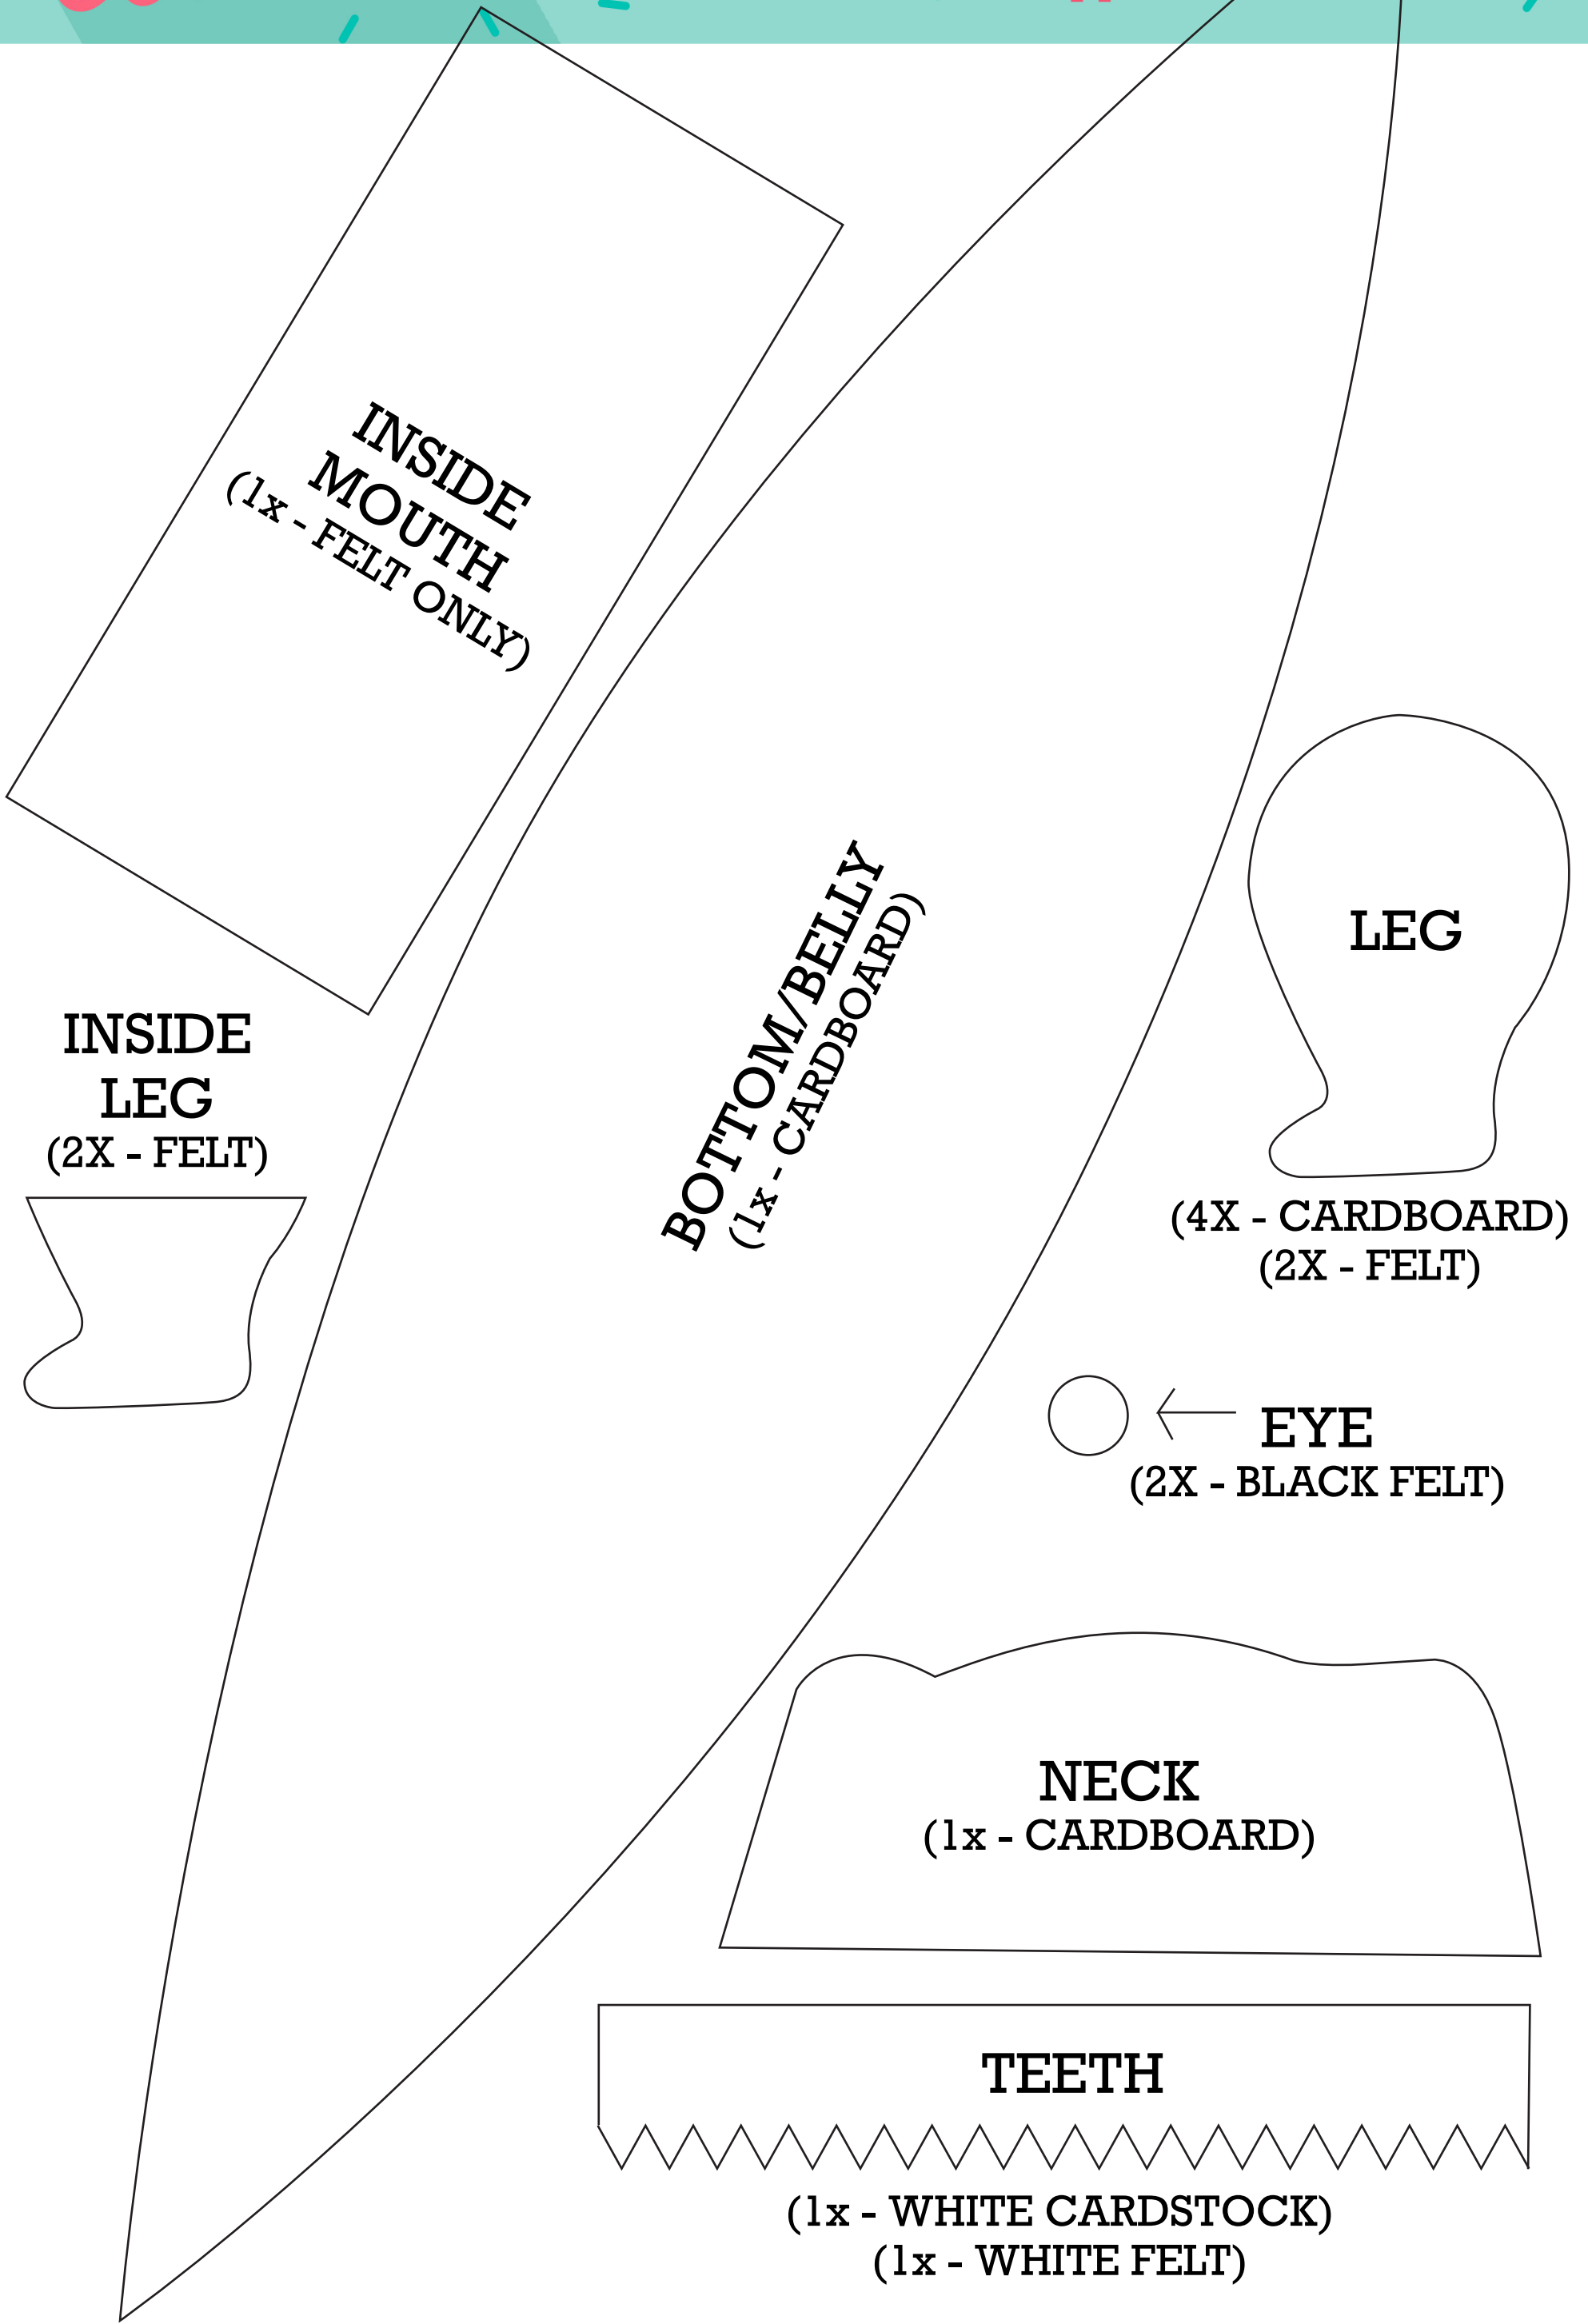 INSIDE
MOUTH
(1x - FELT ONLY)
BOTTOM/BELLY
(1x - CARDBOARD)
LEG
(4X - CARDBOARD)
(2X - FELT)
INSIDE
LEG
(2X - FELT)
EYE
(2X - BLACK FELT)
NECK
(1x - CARDBOARD)
TEETH
(1x - WHITE CARDSTOCK)
(1x - WHITE FELT)